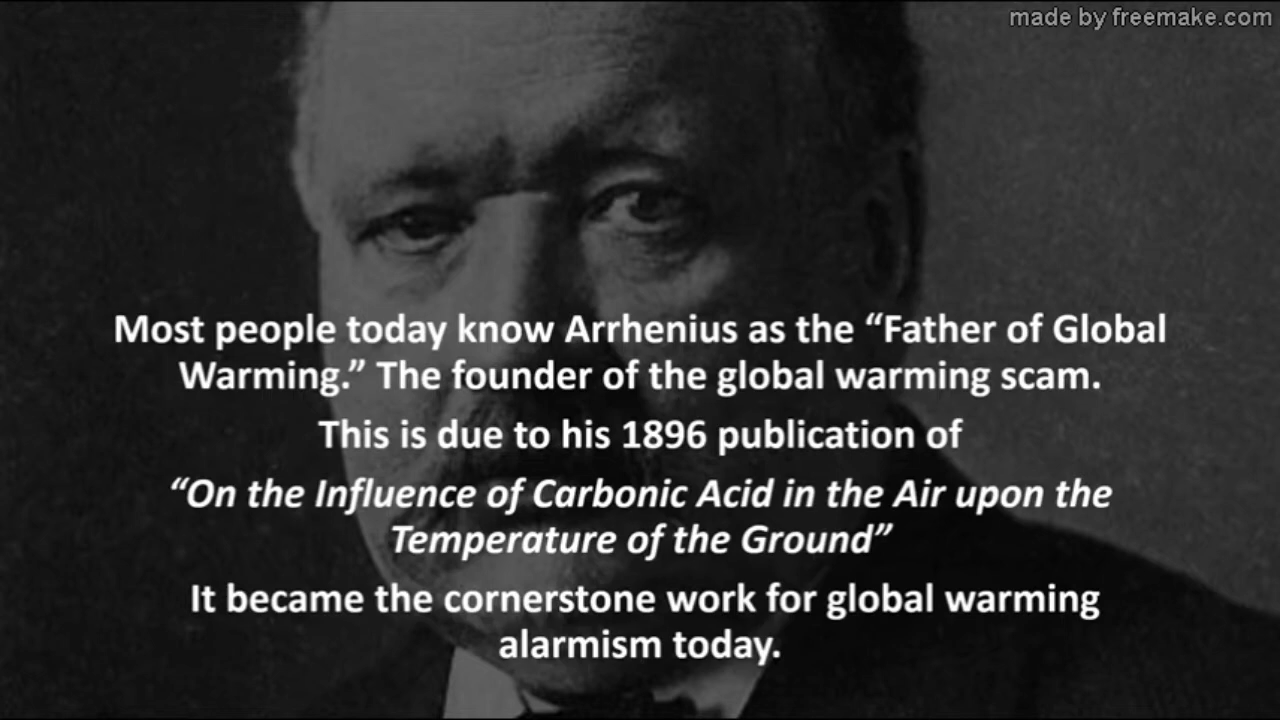 made by freemake.com
Most people today know Arrhenius as the “Father of Global
Warming.” The founder of the global warming scam.
This is due to his 1896 publication of
“On the Influence of Carbonic Acid in the Air upon the
Temperature of the Ground”
It became the cornerstone work for global warming
alarmism today.